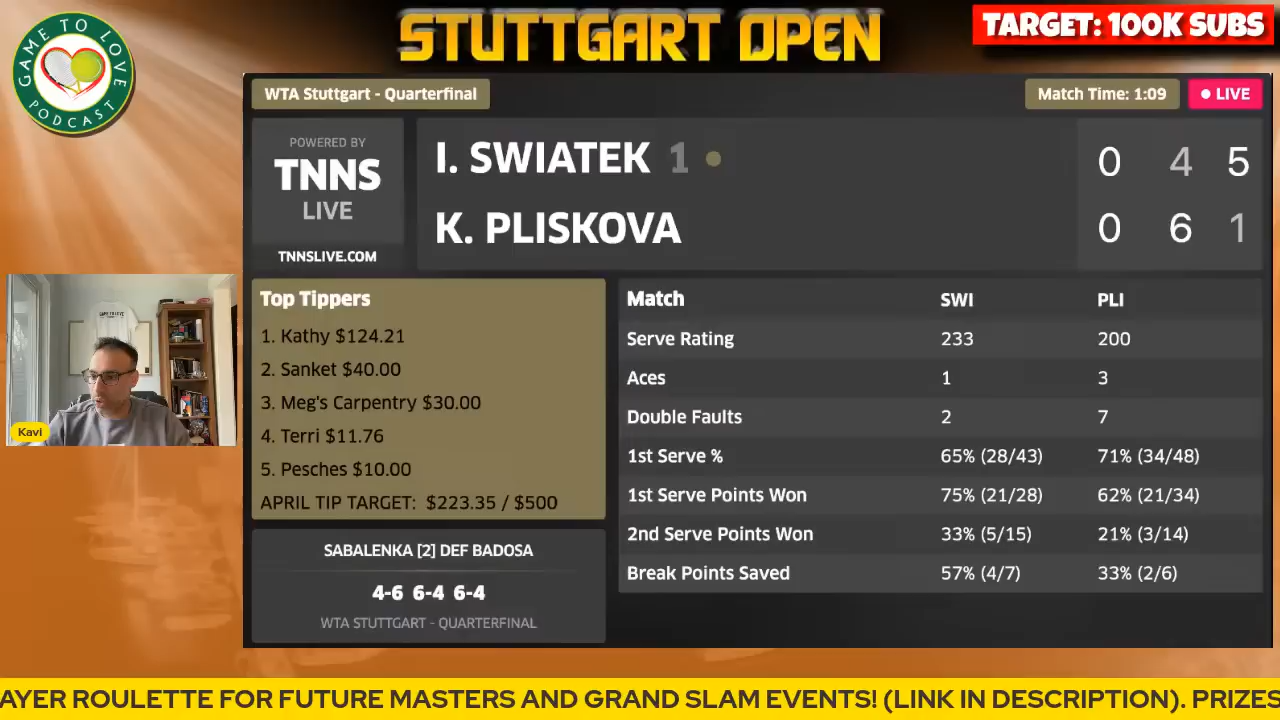 GAME TO LOVE
PODCAST
STUTTGART OPEN
TARGET: 100K SUBS
WTA Stuttgart - Quarterfinal
Match Time: 1:09
LIVE
POWERED BY
TNNS
LIVE
TNNSLIVE.COM
I. SWIATEK 1 0 4 5
K. PLISKOVA 0 6 1
Top Tippers
1. Kathy $124.21
2. Sanket $40.00
3. Meg's Carpentry $30.00
4. Terri $11.76
5. Pesches $10.00
APRIL TIP TARGET: $223.35 / $500
SABALENKA [2] DEF BADOSA
4-6 6-4 6-4
WTA STUTTGART - QUARTERFINAL
Match SWI PLI
Serve Rating 233 200
Aces 1 3
Double Faults 2 7
1st Serve % 65% (28/43) 71% (34/48)
1st Serve Points Won 75% (21/28) 62% (21/34)
2nd Serve Points Won 33% (5/15) 21% (3/14)
Break Points Saved 57% (4/7) 33% (2/6)
Kavi
AYER ROULETTE FOR FUTURE MASTERS AND GRAND SLAM EVENTS! (LINK IN DESCRIPTION). PRIZES